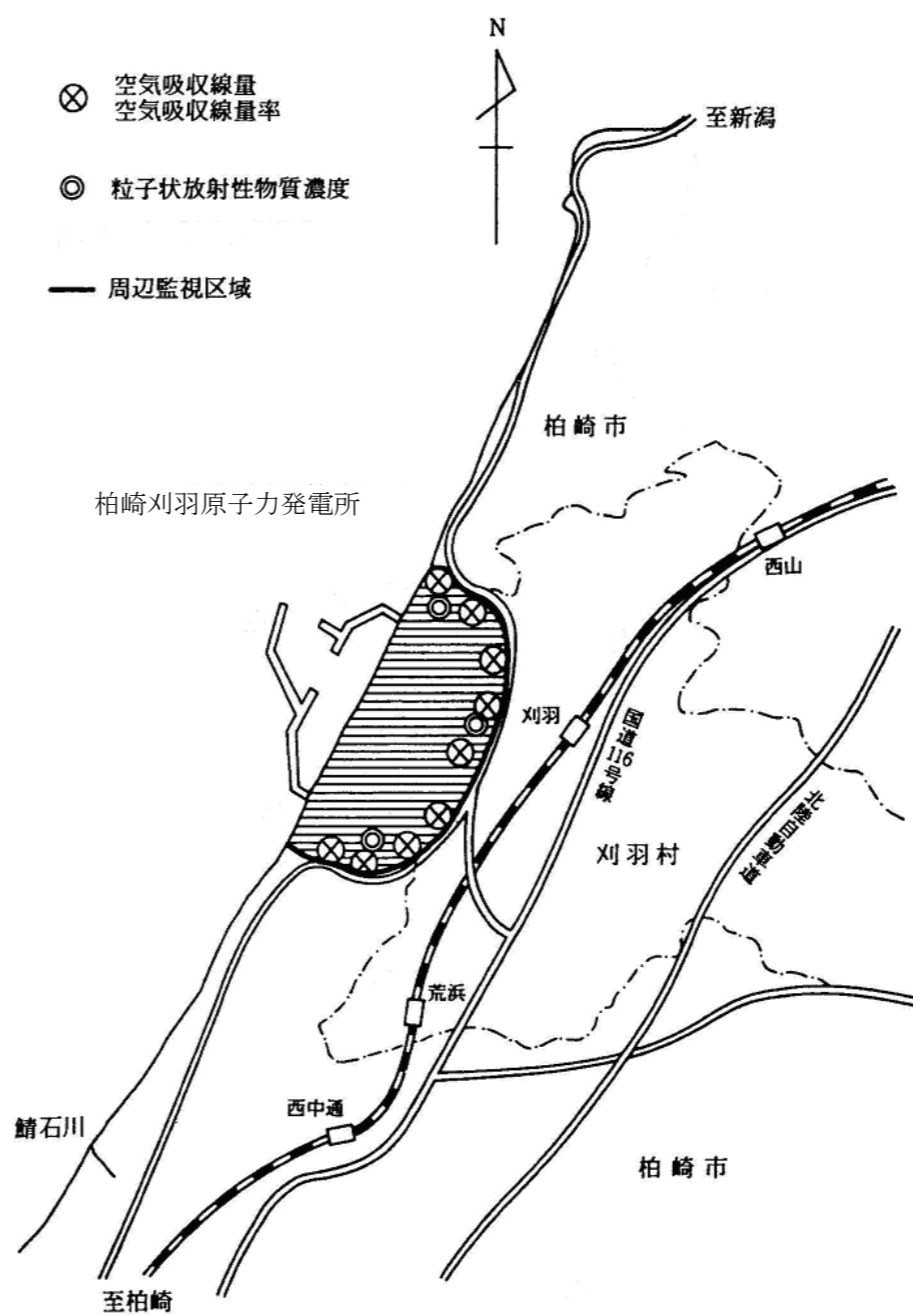 N
空気吸収線量
空気吸収線量率
至新潟
粒子状放射性物質濃度
周辺監視区域
柏崎市
柏崎刈羽原子力発電所
西山
刈羽
国道116号線
北陸自動車道
刈羽村
荒浜
西中通
鯖石川
柏崎市
至柏崎